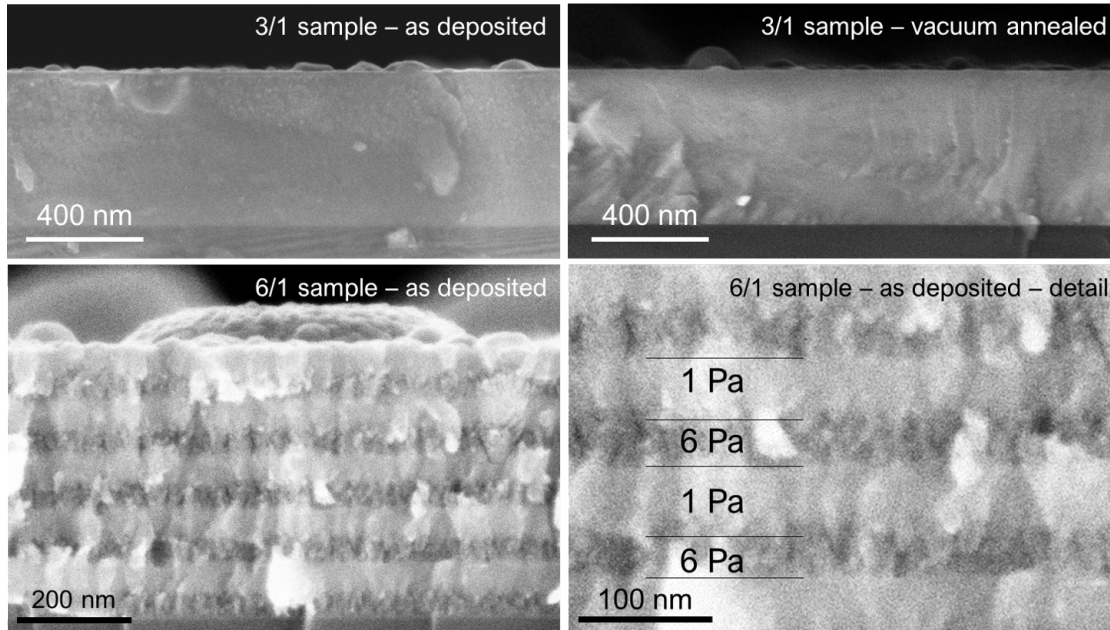 3/1 sample – as deposited
400 nm
3/1 sample – vacuum annealed
400 nm
6/1 sample – as deposited
200 nm
6/1 sample – as deposited – detail
1 Pa
6 Pa
1 Pa
6 Pa
100 nm